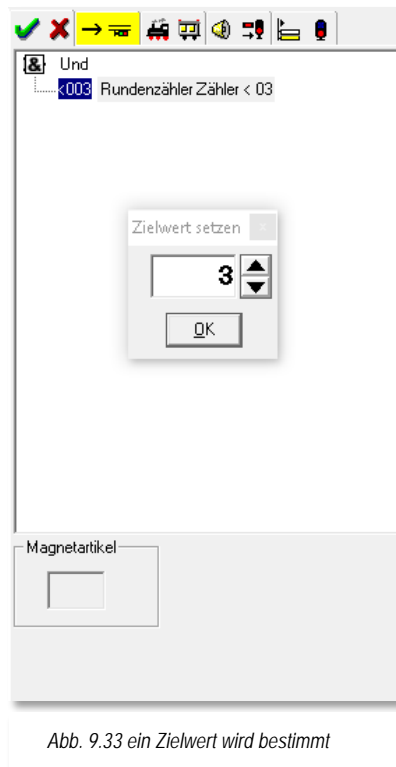 & Und
<003 Rundenzähler Zähler < 03
Zielwert setzen x
3
OK
Magnetartikel
Abb. 9.33 ein Zielwert wird bestimmt